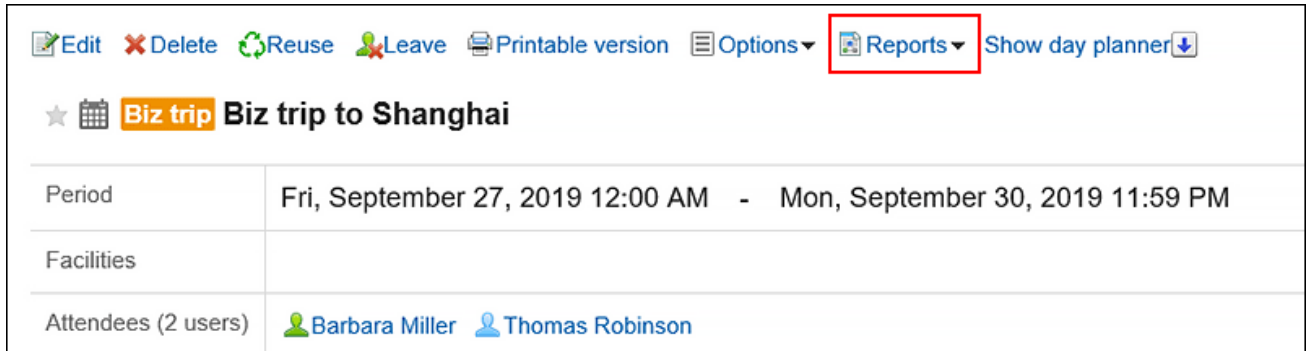 Edit Delete Reuse Leave Printable version Options Reports Show day planner
Biz trip Biz trip to Shanghai
Period Fri, September 27, 2019 12:00 AM - Mon, September 30, 2019 11:59 PM
Facilities
Attendees (2 users) Barbara Miller Thomas Robinson